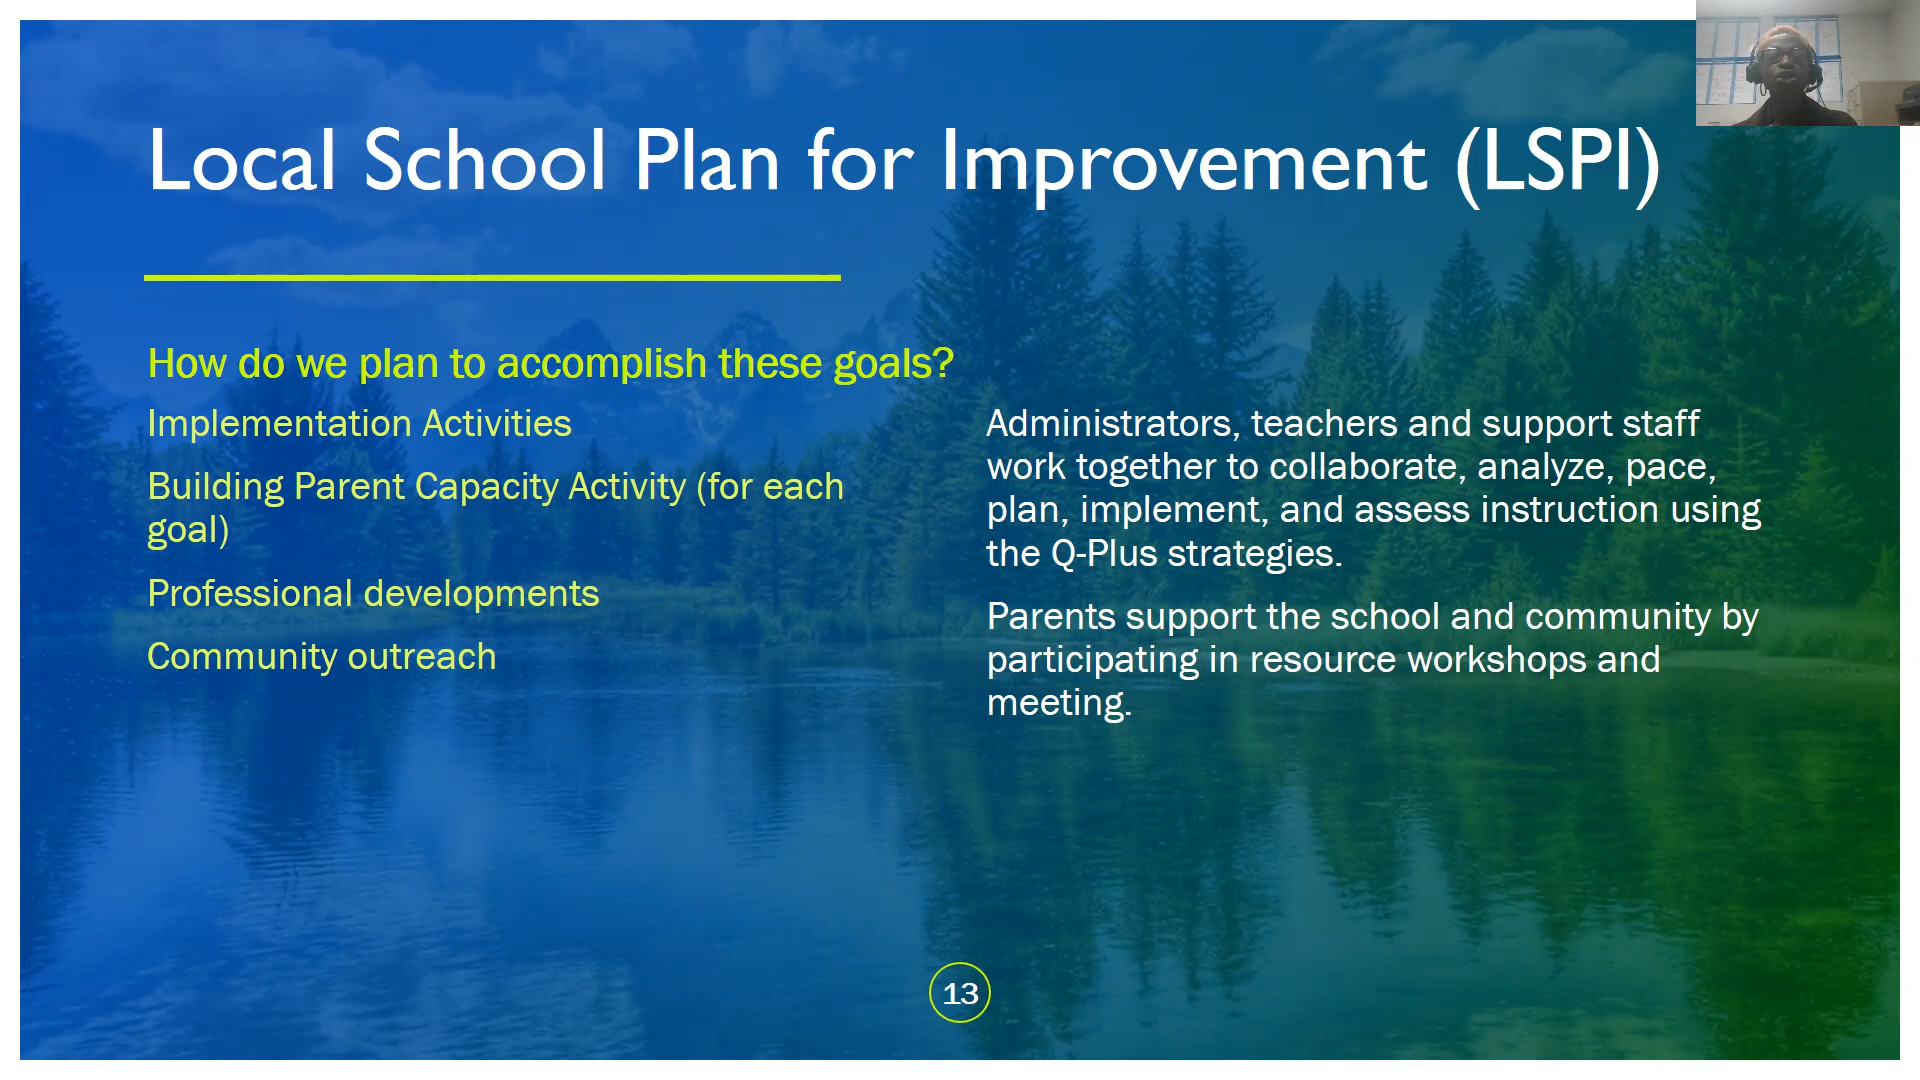 Local School Plan for Improvement (LSPI)
How do we plan to accomplish these goals?
Implementation Activities
Building Parent Capacity Activity (for each
goal)
Professional developments
Community outreach
Administrators, teachers and support staff
work together to collaborate, analyze, pace,
plan, implement, and assess instruction using
the Q-Plus strategies.
Parents support the school and community by
participating in resource workshops and
meeting.
13